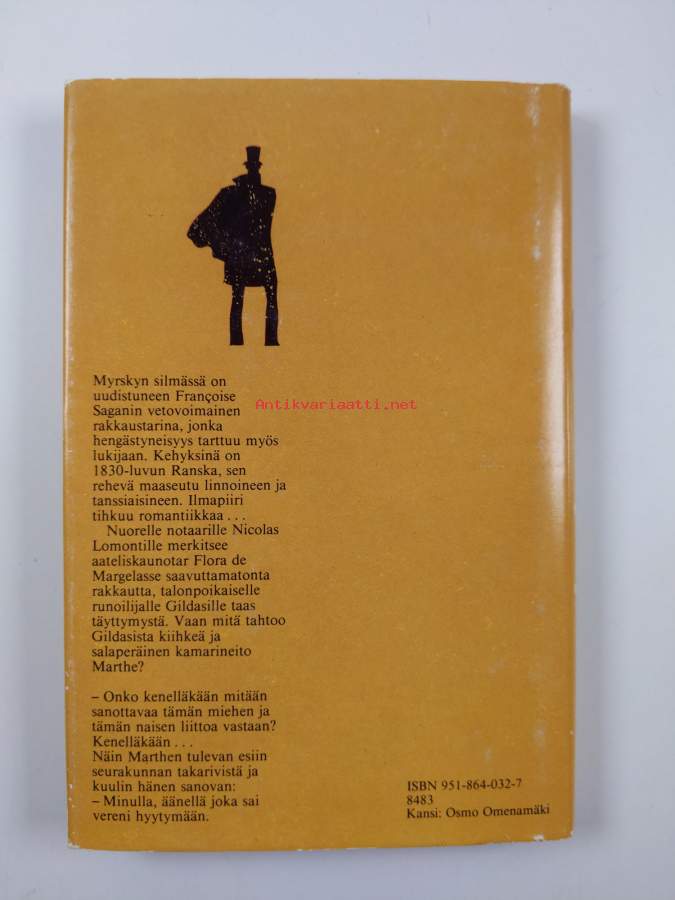 Myrskyn silmässä on
uudistuneen Françoise
Saganin vetovoimainen
rakkaustarina, jonka
hengästyneisyys tarttuu myös
lukijaan. Kehyksinä on
1830-luvun Ranska, sen
rehevä maaseutu linnoineen ja
tanssiaisineen. Ilmapiiri
tihkuu romantiikkaa . . .
Nuorelle notaarille Nicolas
Lomontille merkitsee
aateliskaunotar Flora de
Margelasse saavuttamatonta
rakkautta, talonpoikaiselle
runoilijalle Gildasille taas
täyttymystä. Vaan mitä tahtoo
Gildasista kiihkeä ja
salaperäinen kamarineito
Marthe?
– Onko kenelläkään mitään
sanottavaa tämän miehen ja
tämän naisen liittoa vastaan?
Kenelläkään . . .
Näin Marthen tulevan esiin
seurakunnan takarivistä ja
kuulin hänen sanovan:
– Minulla, äänellä joka sai
vereni hyytymään.
ISBN 951-864-032-7
8483
Kansi: Osmo Omenamäki
Antikvariaatti.net